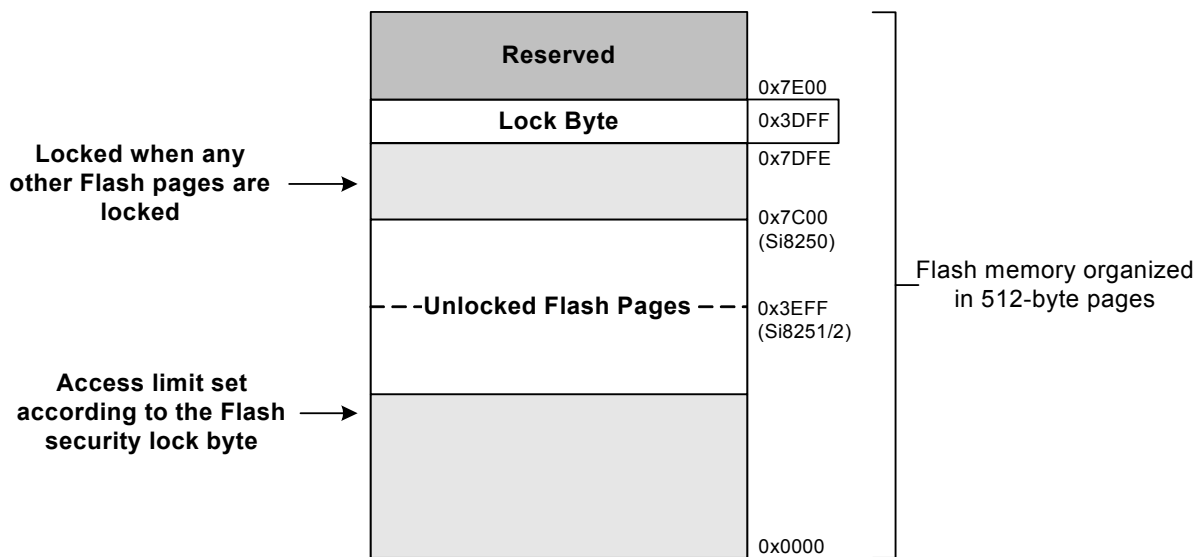 Reserved
0x7E00
Lock Byte
0x3DFF
Locked when any
other Flash pages are
locked
0x7DFE
0x7C00
(Si8250)
Flash memory organized
in 512-byte pages
Unlocked Flash Pages
0x3EFF
(Si8251/2)
Access limit set
according to the Flash
security lock byte
0x0000